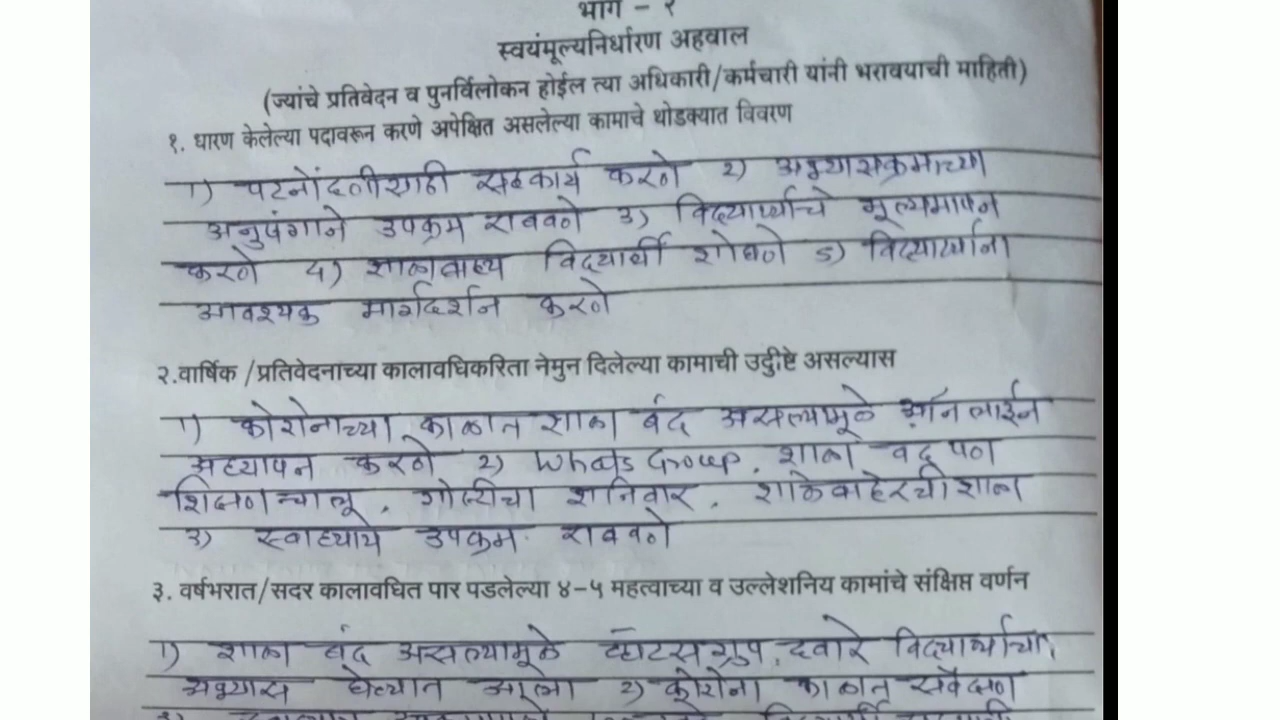 भाग - १
स्वयंमूल्यनिर्धारण अहवाल
(ज्यांचे प्रतिवेदन व पुनर्विलोकन होईल त्या अधिकारी/कर्मचारी यांनी भरावयाची माहिती)
१. धारण केलेल्या पदावरून करणे अपेक्षित असलेल्या कामाचे थोडक्यात विवरण
1) पटनोंदणीसाठी सहकार्य करणे 2) अभ्यासक्रमाच्या
अनुषंगाने उपक्रम राबवणे 3) विद्यार्थ्यांचे मूल्यमापन
करणे 4) शाळाबाह्य विद्यार्थी शोधणे 5) विद्यार्थ्यांना
आवश्यक मार्गदर्शन करणे
२.वार्षिक /प्रतिवेदनाच्या कालावधिकरिता नेमुन दिलेल्या कामाची उद्दीष्टे असल्यास
1) कोरोनाच्या काळात शाळा बंद असल्यामूळे ऑनलाईन
अध्यापन करणे 2) Whats Group. शाळा बंद पण
शिक्षण चालू, गोष्टीचा शनिवार, शाळेबाहेरची शाळा
3) स्वाध्याय उपक्रम राबवणे
३. वर्षभरात/सदर कालावधित पार पडलेल्या ४-५ महत्वाच्या व उल्लेशनिय कामांचे संक्षिप्त वर्णन
1) शाळा बंद असल्यामूळे व्हॉटसग्रुप द्वारे विद्यार्थ्यांचा
अभ्यास घेण्यात आला 2) कोरोना काळात सर्वेक्षण